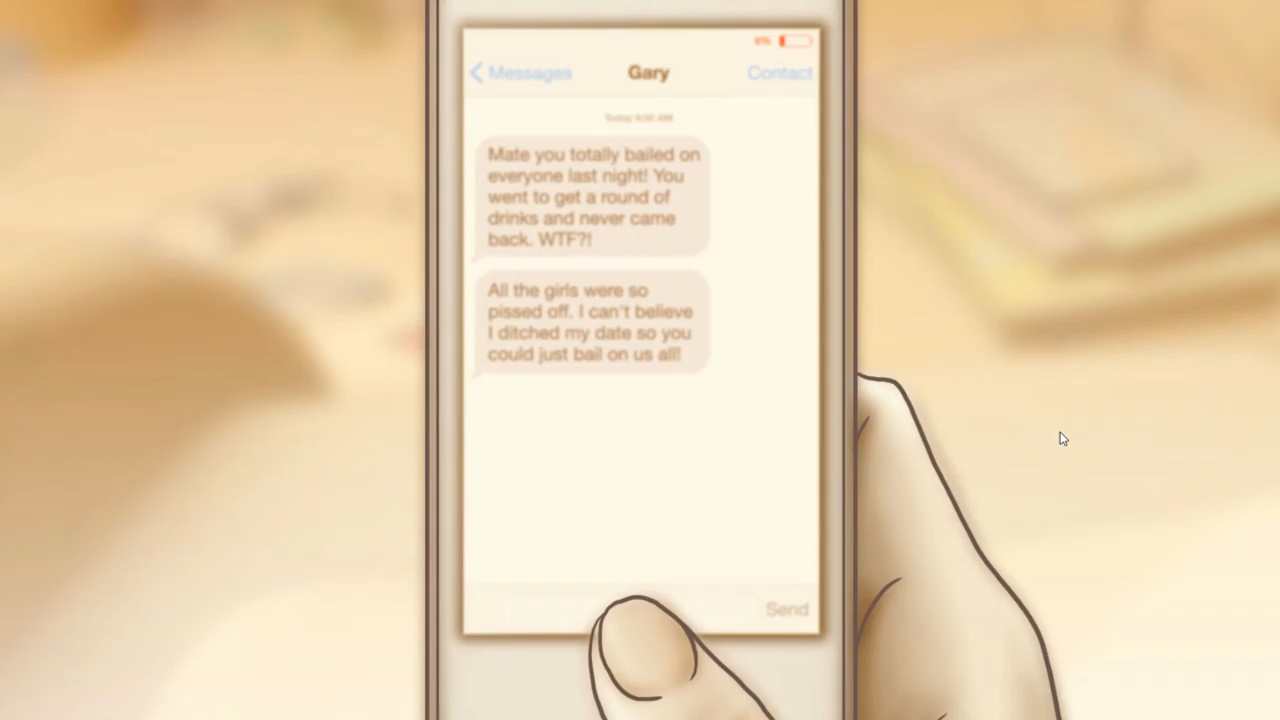 Messages Gary Contact
Mate you totally bailed on
everyone last night! You
went to get a round of
drinks and never came
back. WTF?!
All the girls were so
pissed off. I can't believe
I ditched my date so you
could just bail on us all!
Send